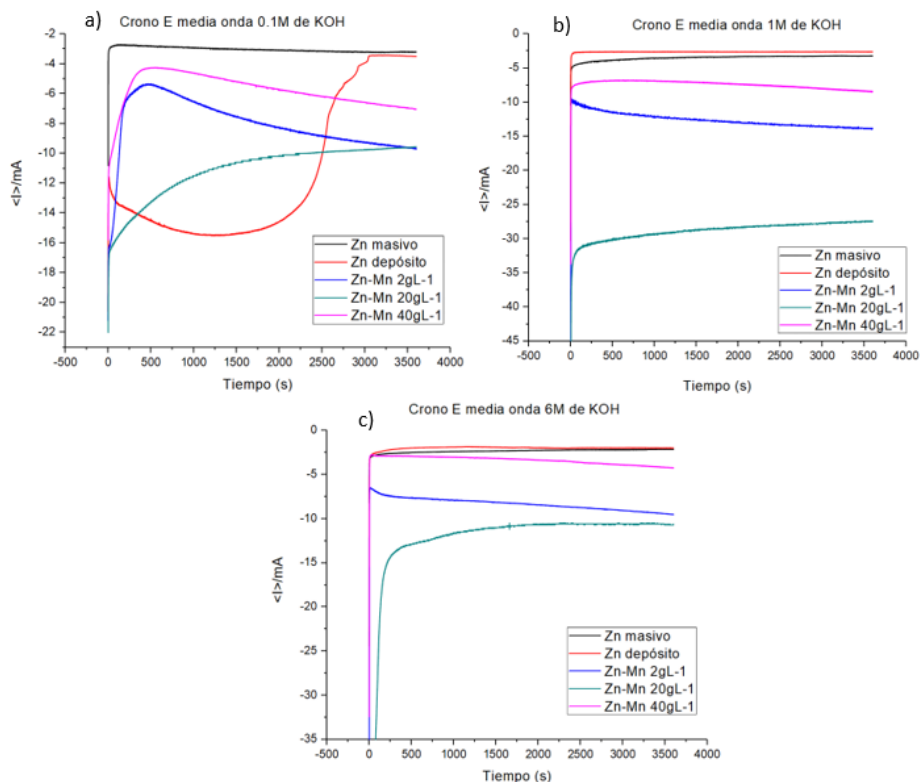 a)
Crono E media onda 0.1M de KOH
-2
-4
-6
-8
-10
-12
-14
-16
-18
-20
-22
<I>/mA
Zn masivo
Zn depósito
Zn-Mn 2gL-1
Zn-Mn 20gL-1
Zn-Mn 40gL-1
-500 0 500 1000 1500 2000 2500 3000 3500 4000
Tiempo (s)
b)
Crono E media onda 1M de KOH
0
-5
-10
-15
-20
-25
-30
-35
-40
-45
<I>/mA
Zn masivo
Zn depósito
Zn-Mn 2gL-1
Zn-Mn 20gL-1
Zn-Mn 40gL-1
-500 0 500 1000 1500 2000 2500 3000 3500 4000
Tiempo (s)
c)
Crono E media onda 6M de KOH
0
-5
-10
-15
-20
-25
-30
-35
<I>/mA
Zn masivo
Zn depósito
Zn-Mn 2gL-1
Zn-Mn 20gL-1
Zn-Mn 40gL-1
-500 0 500 1000 1500 2000 2500 3000 3500 4000
Tiempo (s)